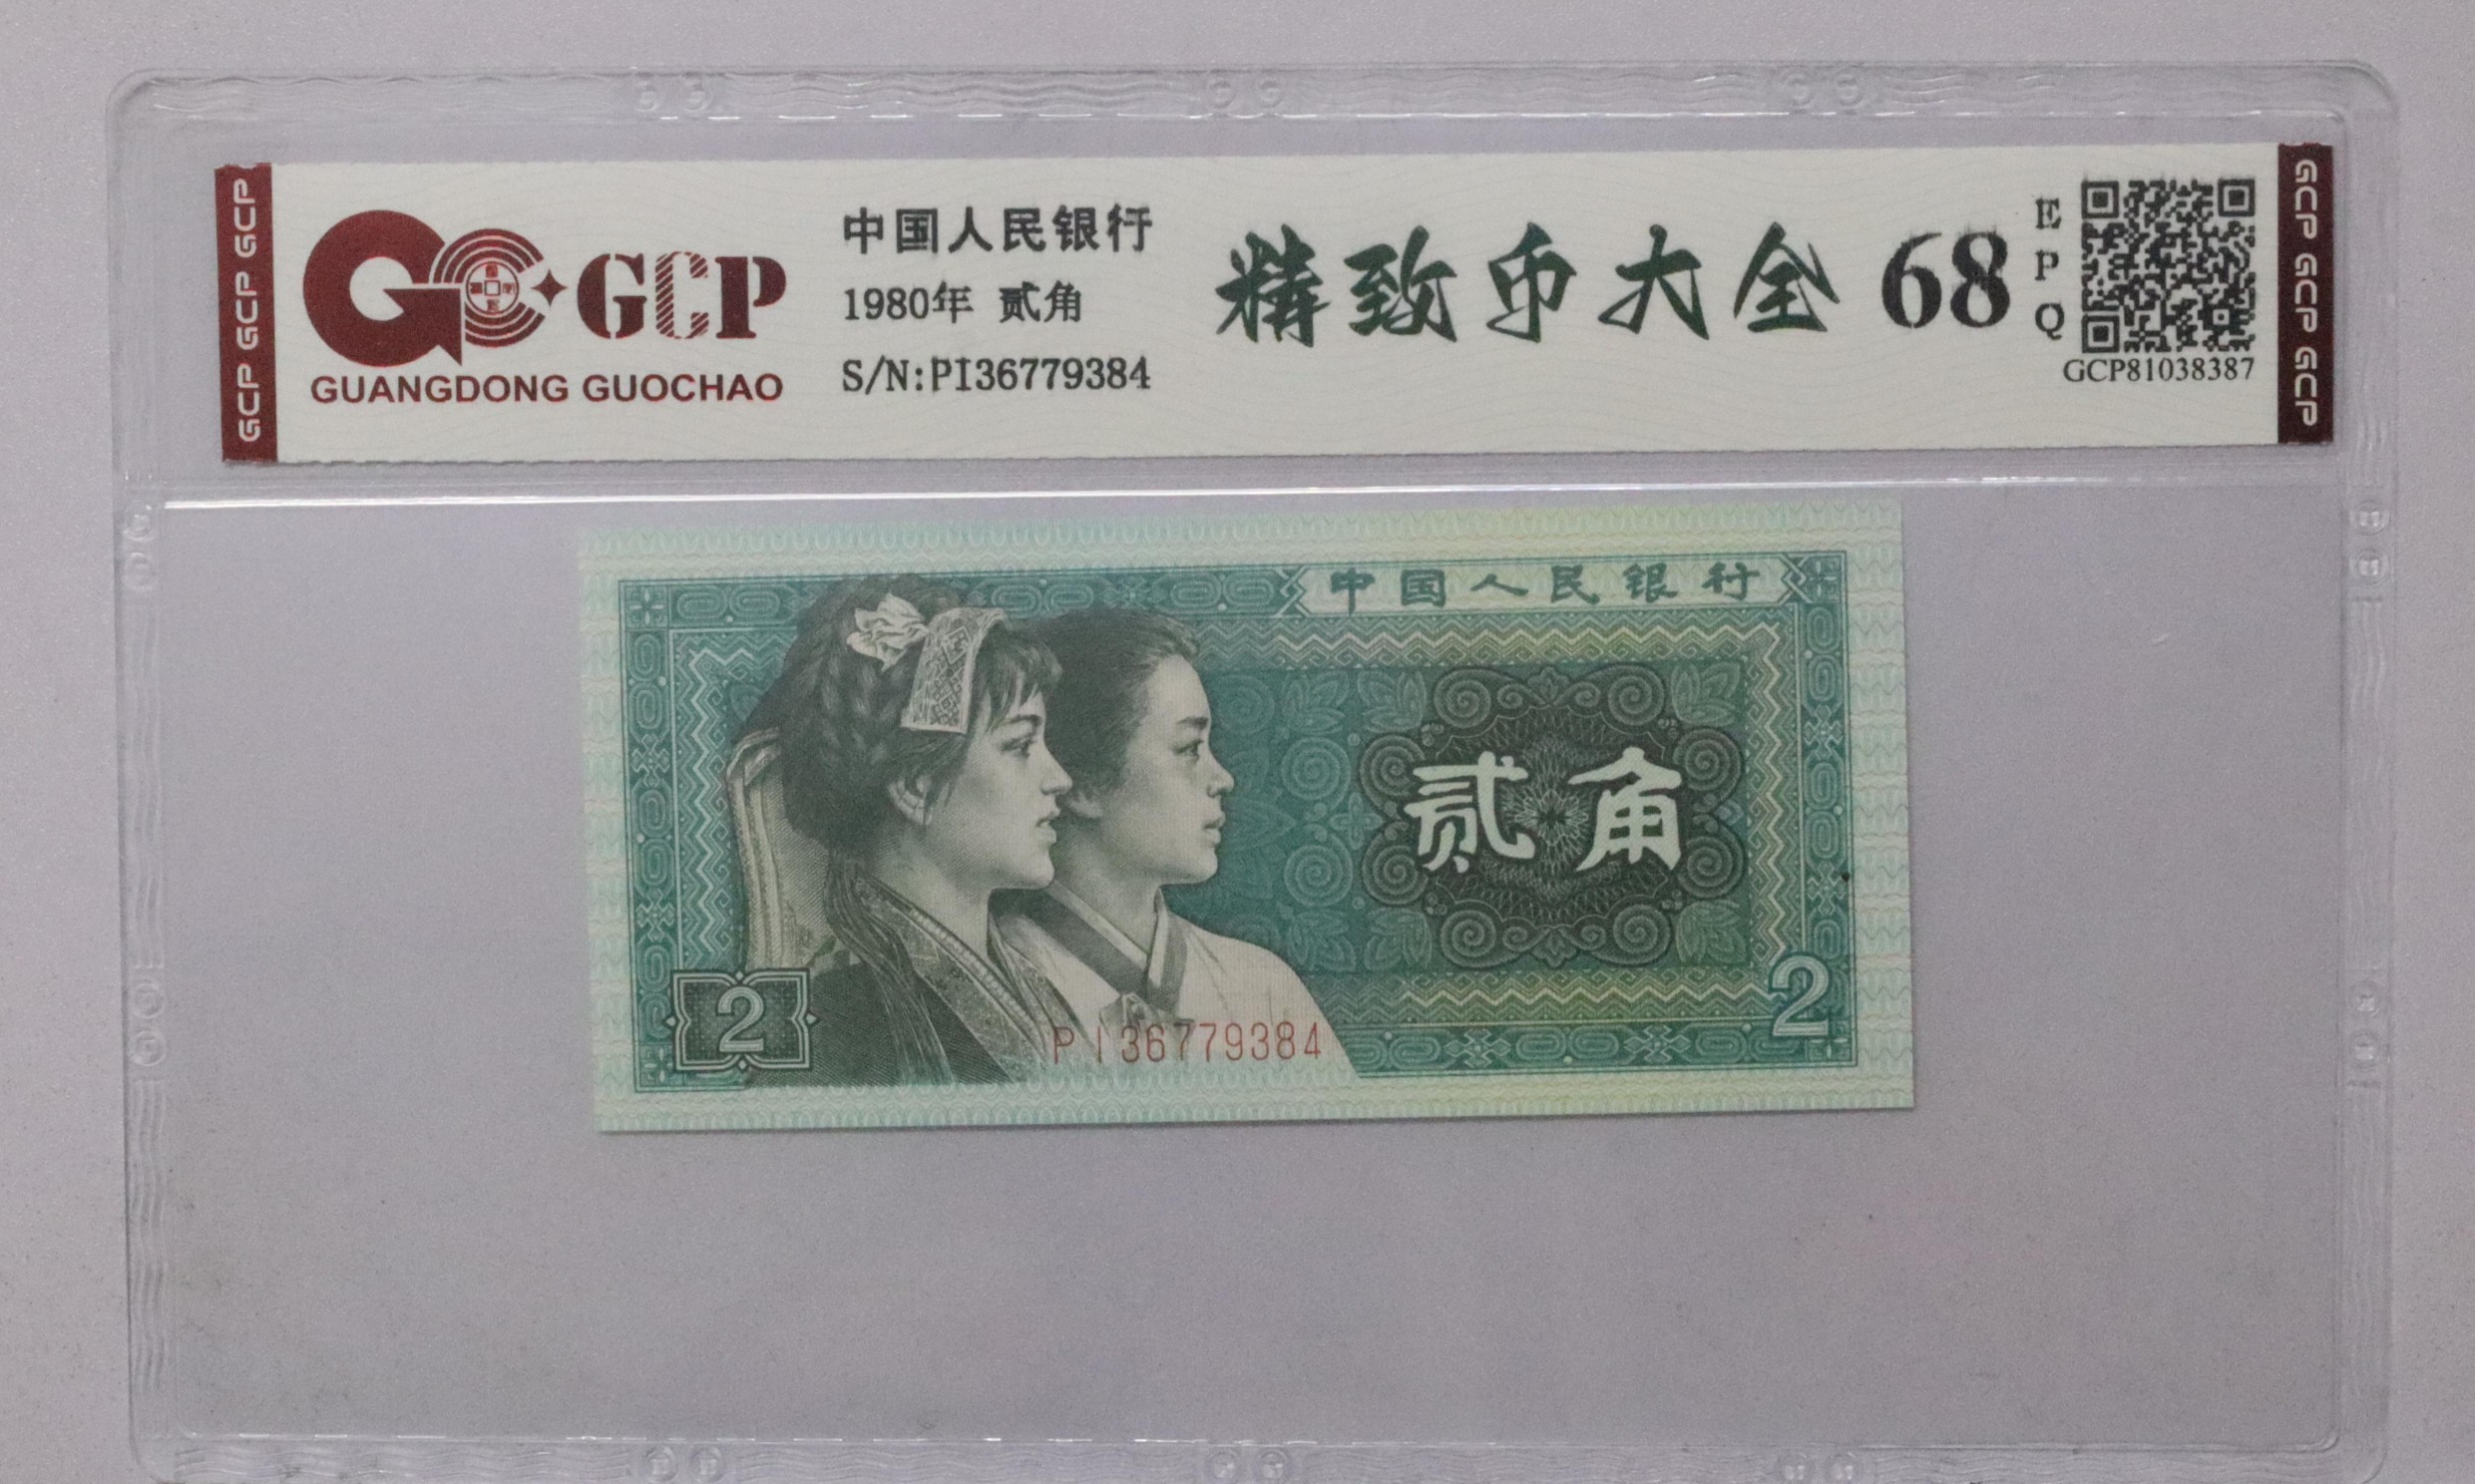 GCP GCP GCP
GCP
GUANGDONG GUOCHAO
中国人民银行
1980年 贰角
S/N:PI36779384
精致币大全
68
EPQ
GCP81038387
GCP GCP GCP
中国人民银行
贰角
2
2
PI36779384